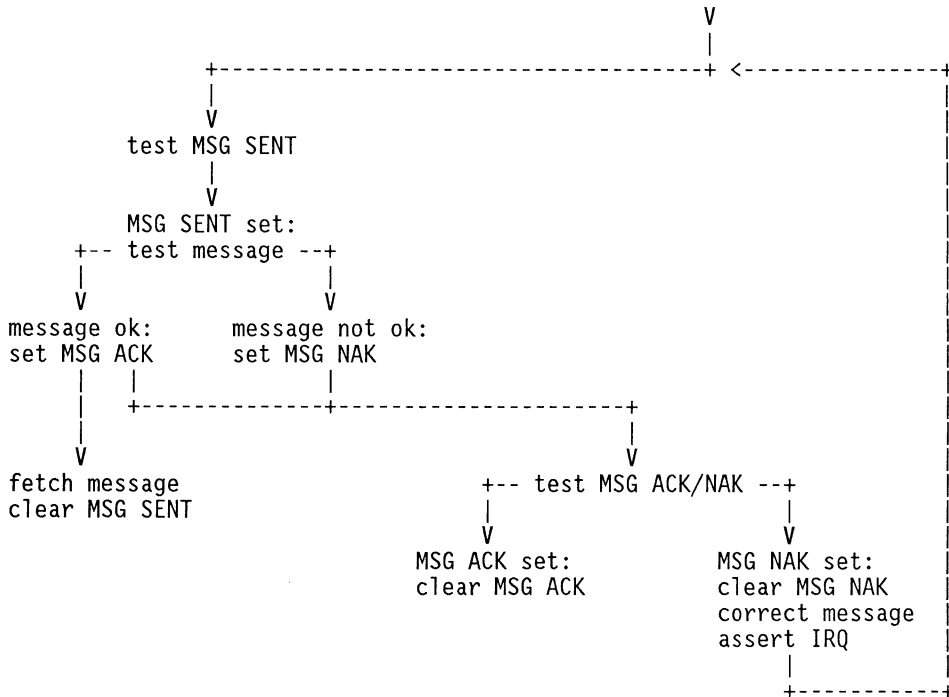 test MSG SENT
MSG SENT set:
test message
message ok:
set MSG ACK
message not ok:
set MSG NAK
fetch message
clear MSG SENT
test MSG ACK/NAK
MSG ACK set:
clear MSG ACK
MSG NAK set:
clear MSG NAK
correct message
assert IRQ